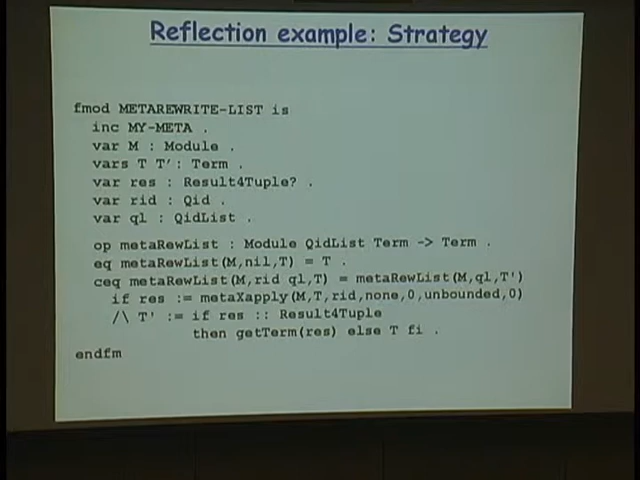 Reflection example: Strategy
fmod METAREWRITE-LIST is
inc MY-META .
var M : Module .
vars T T' : Term .
var res : Result4Tuple? .
var rid : Qid .
var ql : QidList .
op metaRewList : Module QidList Term -> Term .
eq metaRewList(M,nil,T) = T .
ceq metaRewList(M,rid ql,T) = metaRewList(M,ql,T')
if res := metaXapply(M,T,rid,none,0,unbounded,0)
/\ T' := if res :: Result4Tuple
then getTerm(res) else T fi .
endfm